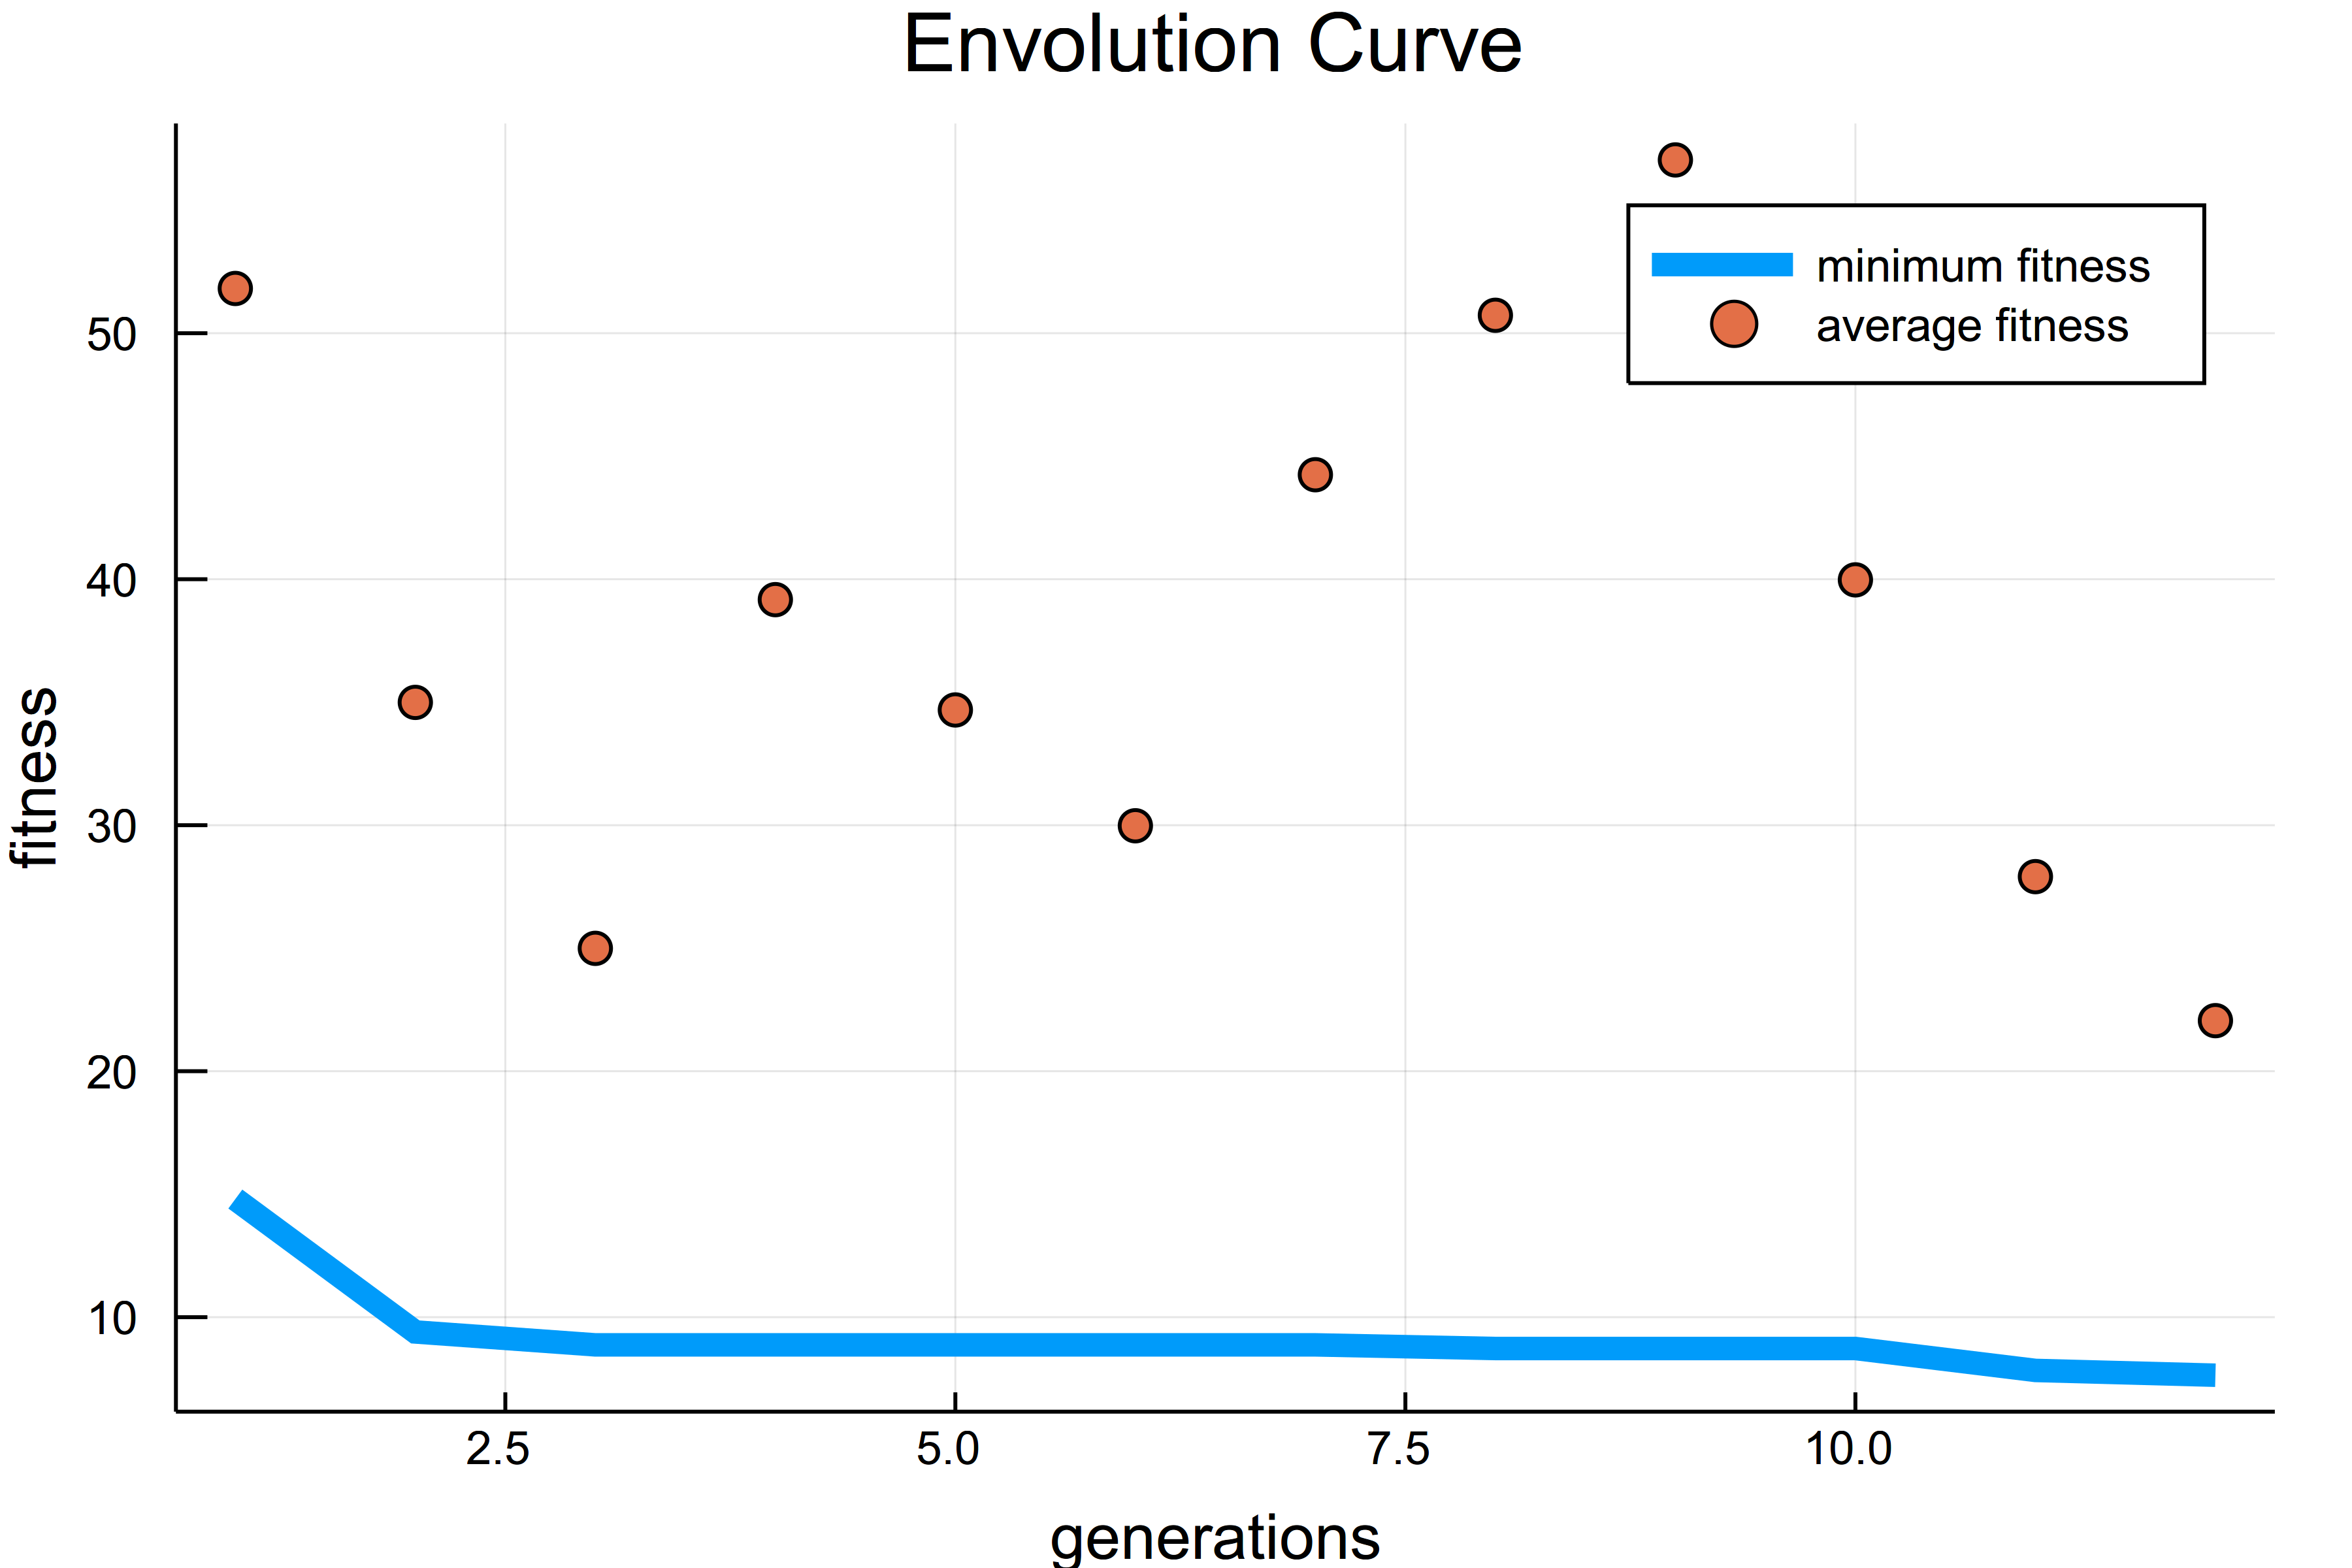 Envolution Curve
minimum fitness
average fitness
50
40
30
20
10
fitness
2.5 5.0 7.5 10.0
generations